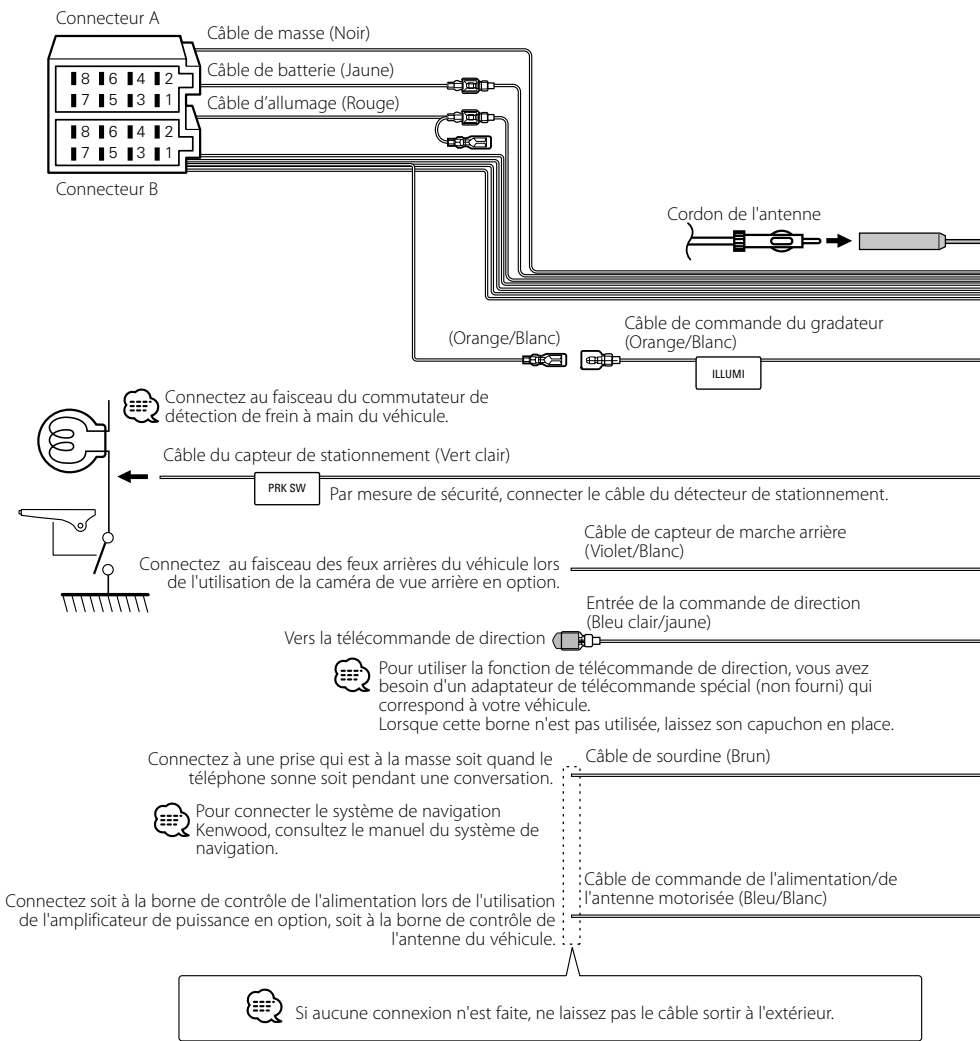 Connecteur A
Câble de masse (Noir)
Câble de batterie (Jaune)
Câble d'allumage (Rouge)
8 6 4 2
7 5 3 1
8 6 4 2
7 5 3 1
Connecteur B
Cordon de l'antenne
(Orange/Blanc)
Câble de commande du gradateur
(Orange/Blanc)
ILLUMI
Connectez au faisceau du commutateur de
détection de frein à main du véhicule.
Câble du capteur de stationnement (Vert clair)
PRK SW
Par mesure de sécurité, connecter le câble du détecteur de stationnement.
Câble de capteur de marche arrière
(Violet/Blanc)
Connectez au faisceau des feux arrières du véhicule lors
de l'utilisation de la caméra de vue arrière en option.
Entrée de la commande de direction
(Bleu clair/jaune)
Vers la télécommande de direction
Pour utiliser la fonction de télécommande de direction, vous avez
besoin d'un adaptateur de télécommande spécial (non fourni) qui
correspond à votre véhicule.
Lorsque cette borne n'est pas utilisée, laissez son capuchon en place.
Connectez à une prise qui est à la masse soit quand le
téléphone sonne soit pendant une conversation.
Câble de sourdine (Brun)
Pour connecter le système de navigation
Kenwood, consultez le manuel du système de
navigation.
Câble de commande de l'alimentation/de
l'antenne motorisée (Bleu/Blanc)
Connectez soit à la borne de contrôle de l'alimentation lors de l'utilisation
de l'amplificateur de puissance en option, soit à la borne de contrôle de
l'antenne du véhicule.
Si aucune connexion n'est faite, ne laissez pas le câble sortir à l'extérieur.